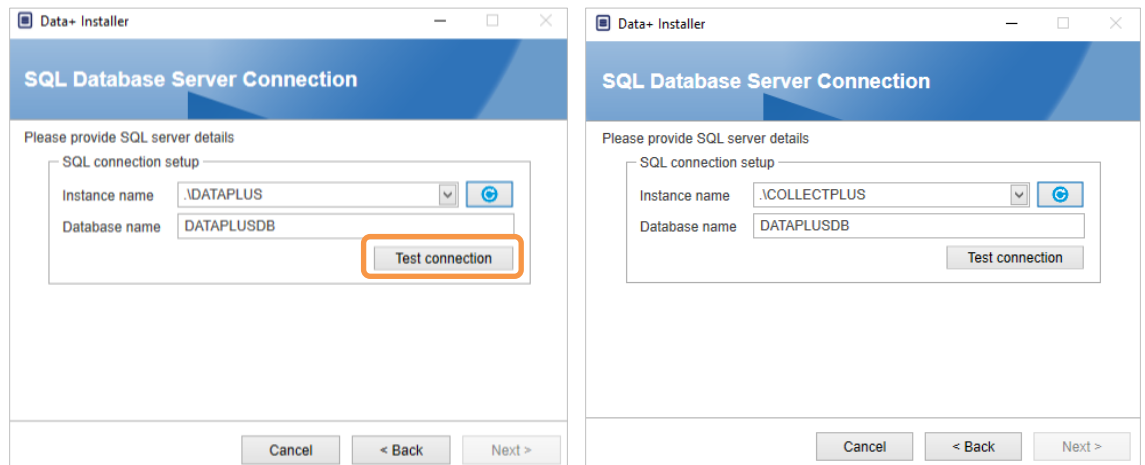 Data+ Installer
SQL Database Server Connection
Please provide SQL server details
SQL connection setup
Instance name .\DATAPLUS
Database name DATAPLUSDB
Test connection
Cancel < Back Next >
Data+ Installer
SQL Database Server Connection
Please provide SQL server details
SQL connection setup
Instance name .\COLLECTPLUS
Database name DATAPLUSDB
Test connection
Cancel < Back Next >